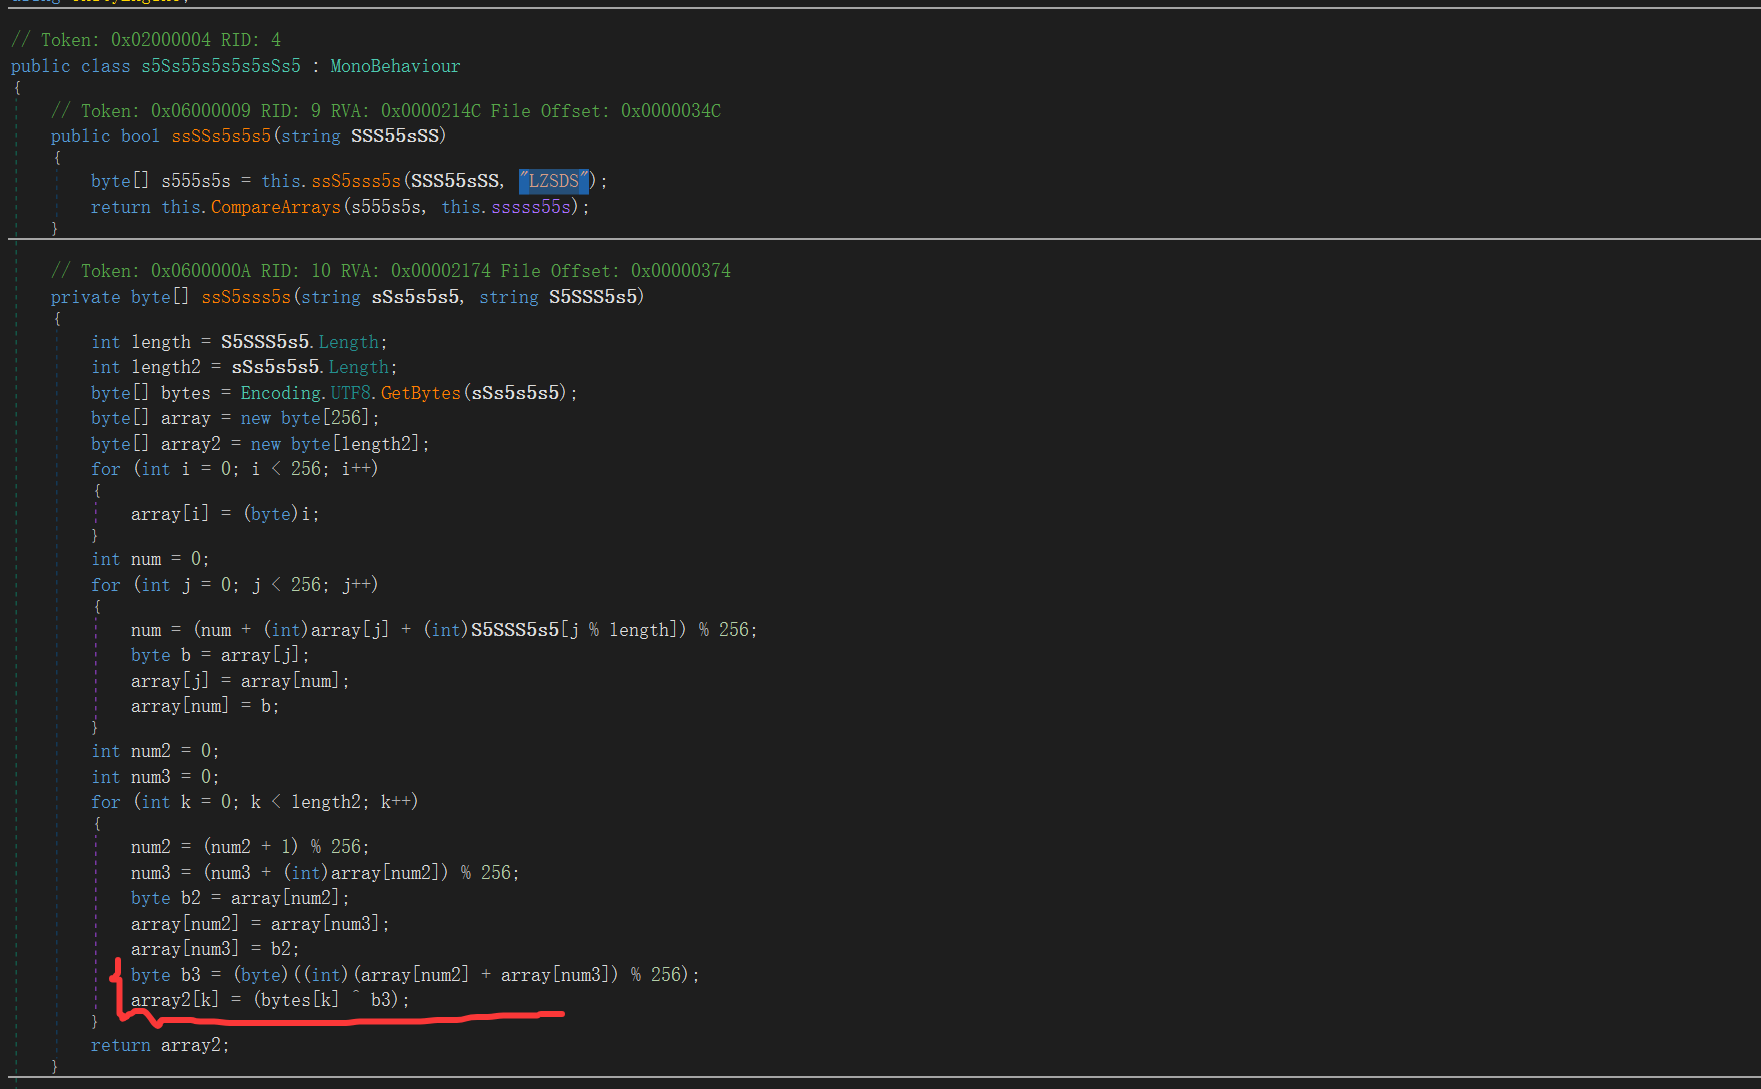 // Token: 0x02000004 RID: 4
public class s5Ss55s5s5s5sSs5 : MonoBehaviour
{
// Token: 0x06000009 RID: 9 RVA: 0x0000214C File Offset: 0x0000034C
public bool ssSSs5s5s5(string SSS55sSS)
{
byte[] s555s5s = this.ssS5sss5s(SSS55sSS, "LZSDS");
return this.CompareArrays(s555s5s, this.sssss55s);
}
// Token: 0x0600000A RID: 10 RVA: 0x00002174 File Offset: 0x00000374
private byte[] ssS5sss5s(string sSs5s5s5, string S5SSS5s5)
{
int length = S5SSS5s5.Length;
int length2 = sSs5s5s5.Length;
byte[] bytes = Encoding.UTF8.GetBytes(sSs5s5s5);
byte[] array = new byte[256];
byte[] array2 = new byte[length2];
for (int i = 0; i < 256; i++)
{
array[i] = (byte)i;
}
int num = 0;
for (int j = 0; j < 256; j++)
{
num = (num + (int)array[j] + (int)S5SSS5s5[j % length]) % 256;
byte b = array[j];
array[j] = array[num];
array[num] = b;
}
int num2 = 0;
int num3 = 0;
for (int k = 0; k < length2; k++)
{
num2 = (num2 + 1) % 256;
num3 = (num3 + (int)array[num2]) % 256;
byte b2 = array[num2];
array[num2] = array[num3];
array[num3] = b2;
byte b3 = (byte)((int)(array[num2] + array[num3]) % 256);
array2[k] = (bytes[k] ^ b3);
}
return array2;
}